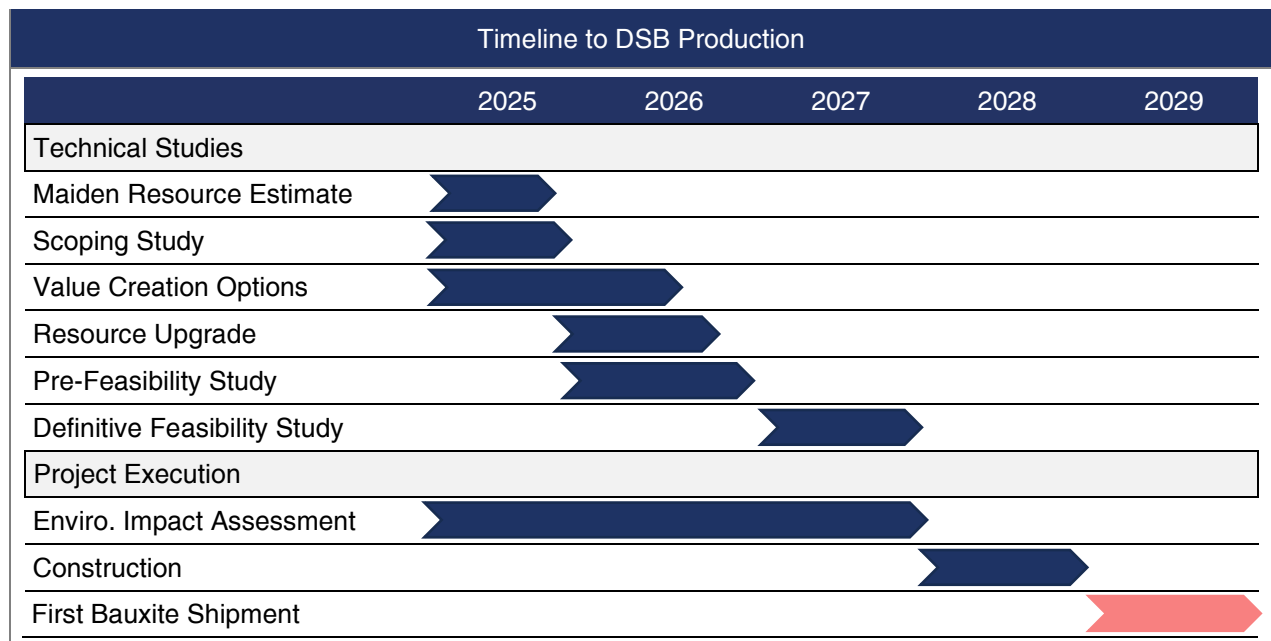 Timeline to DSB Production
2025 2026 2027 2028 2029
Technical Studies
Maiden Resource Estimate
Scoping Study
Value Creation Options
Resource Upgrade
Pre-Feasibility Study
Definitive Feasibility Study
Project Execution
Enviro. Impact Assessment
Construction
First Bauxite Shipment